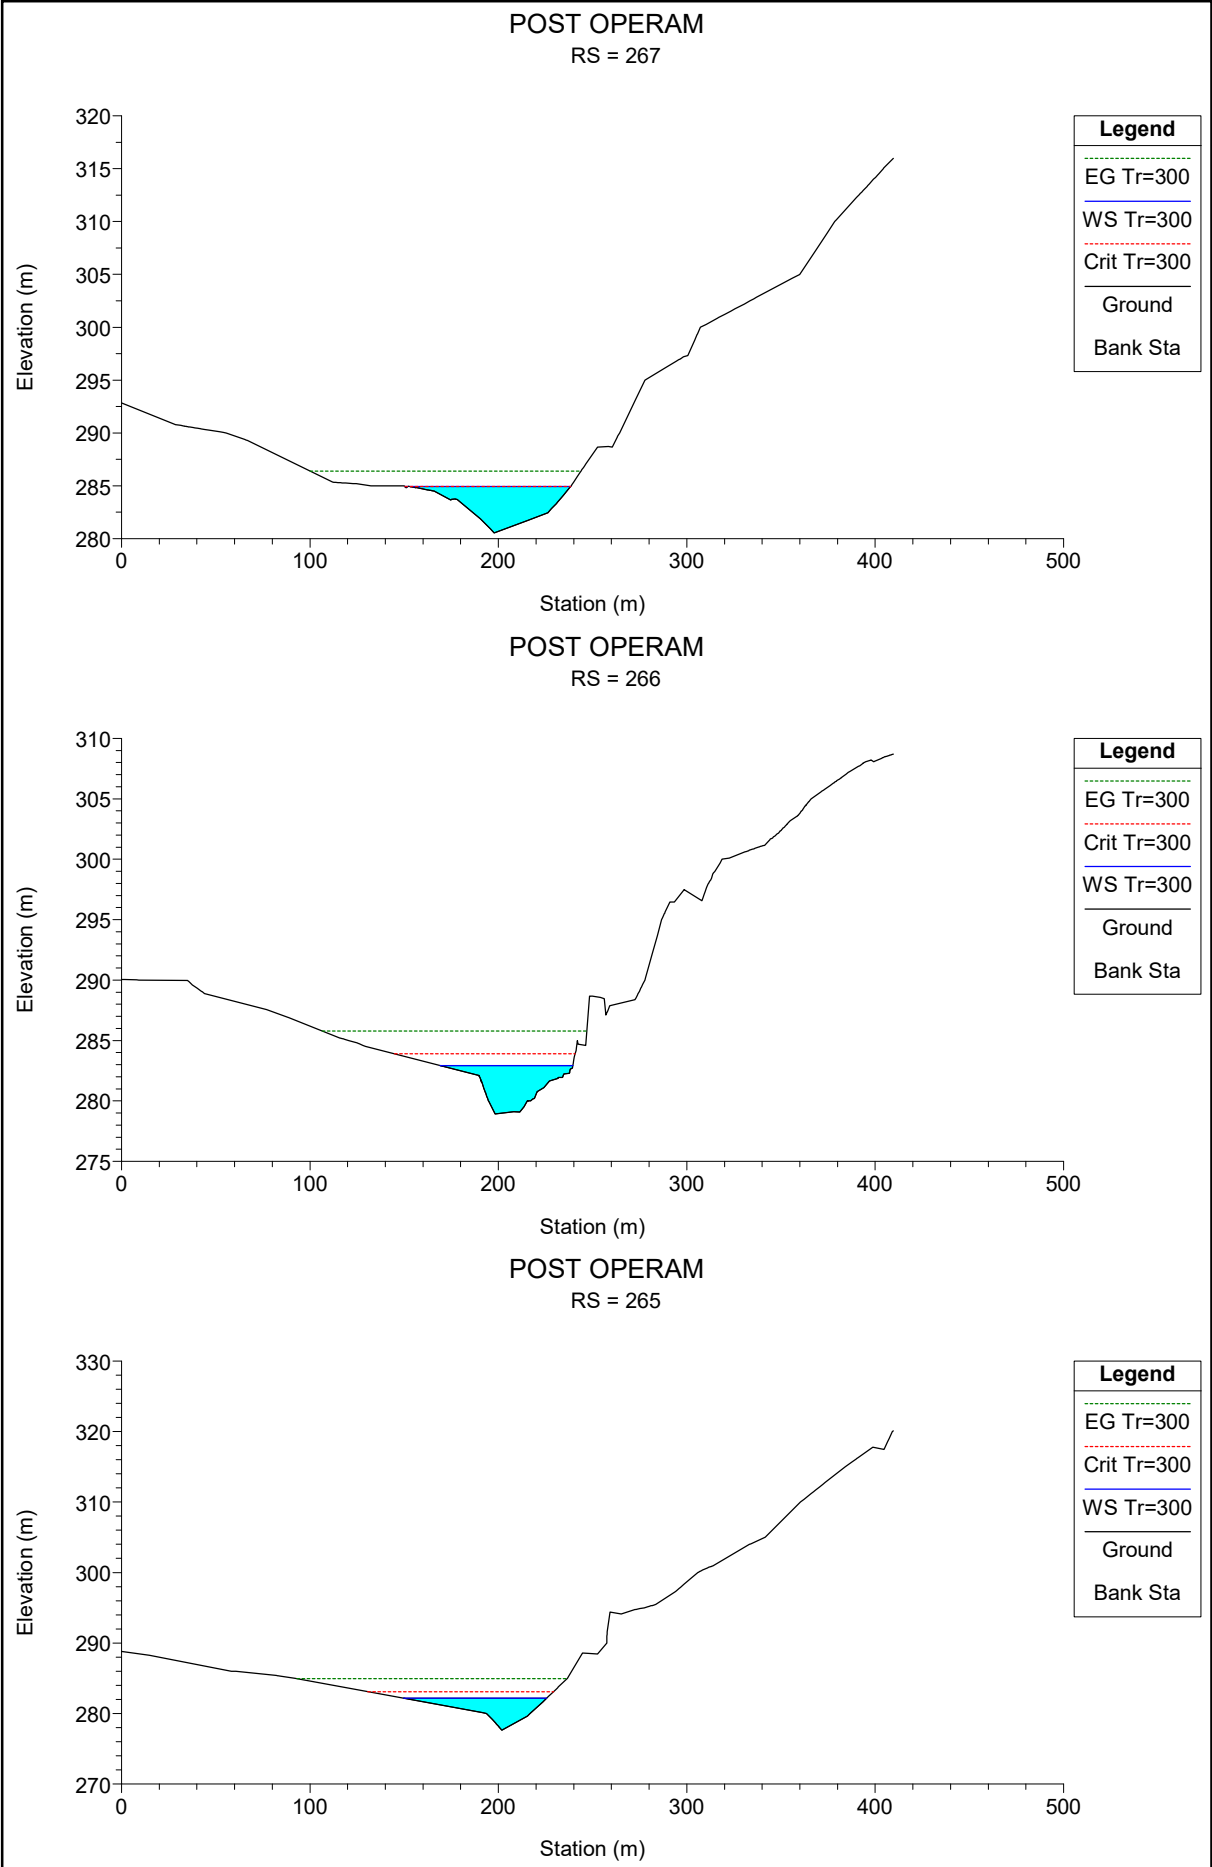 POST OPERAM
RS = 267
320
315
310
305
300
295
290
285
280
0 100 200 300 400 500
Elevation (m)
Station (m)
Legend
EG Tr=300
WS Tr=300
Crit Tr=300
Ground
Bank Sta
POST OPERAM
RS = 266
310
305
300
295
290
285
280
275
0 100 200 300 400 500
Elevation (m)
Station (m)
Legend
EG Tr=300
Crit Tr=300
WS Tr=300
Ground
Bank Sta
POST OPERAM
RS = 265
330
320
310
300
290
280
270
0 100 200 300 400 500
Elevation (m)
Station (m)
Legend
EG Tr=300
Crit Tr=300
WS Tr=300
Ground
Bank Sta